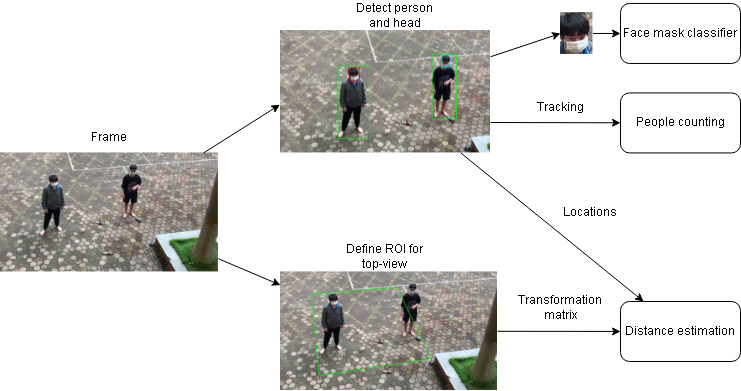 Detect person
and head
Face mask classifier
Tracking
People counting
Frame
Locations
Define ROI for
top-view
Transformation
matrix
Distance estimation